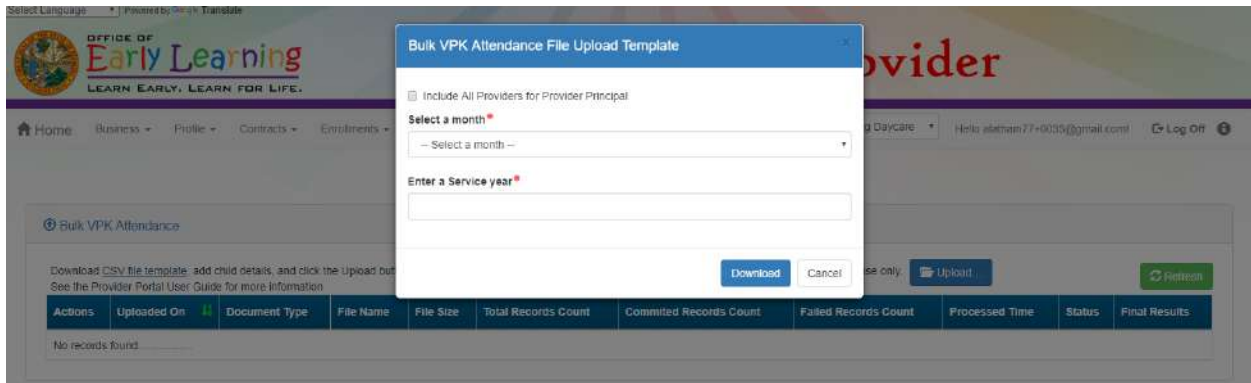 Select Language
Powered by Google Translate
OFFICE OF
Early Learning
LEARN EARLY. LEARN FOR LIFE.
ovider
Home Business Profile Contracts Enrollments
g Daycare
Log Off
Bulk VPK Attendance File Upload Template
Include All Providers for Provider Principal
Select a month*
-- Select a month --
Enter a Service year*
Download Cancel
Bulk VPK Attendance
Download CSV file template, add child details, and click the Upload but
se only. Upload... Refresh
See the Provider Portal User Guide for more information
Actions Uploaded On Document Type File Name File Size Total Records Count Commited Records Count Failed Records Count Processed Time Status Final Results
No records found